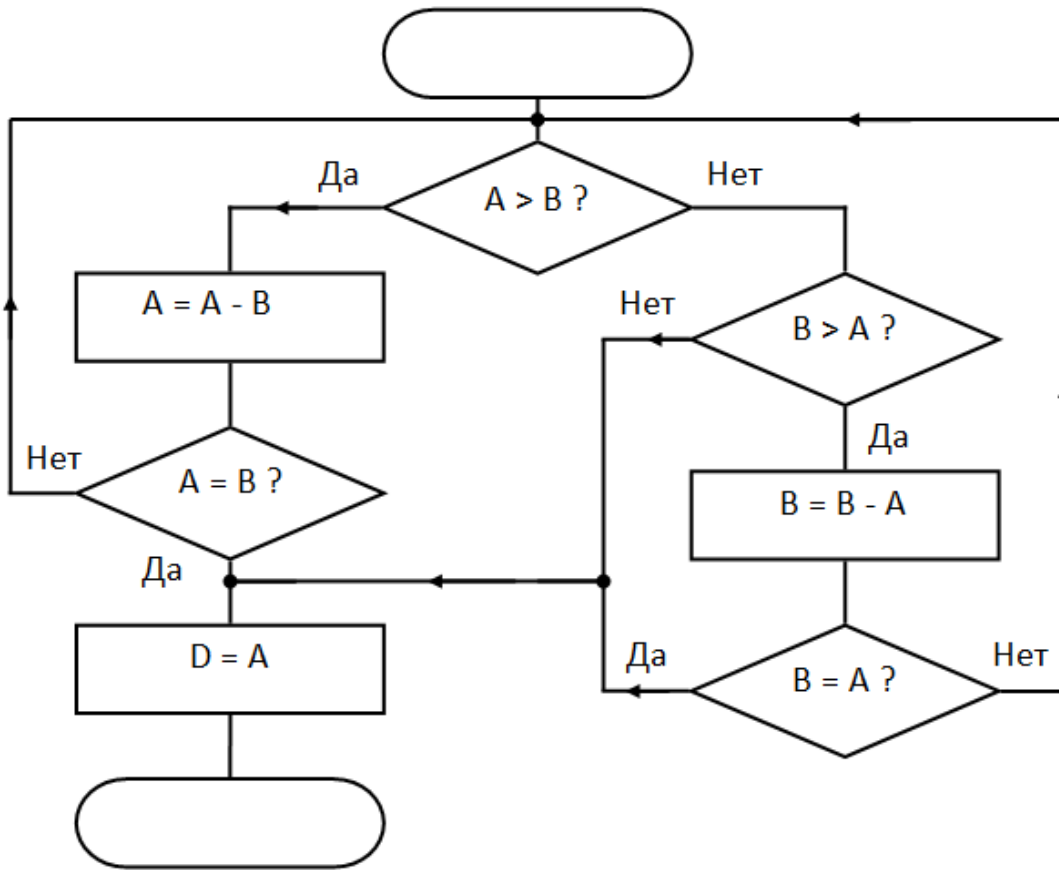 Да
A > B ?
Нет
A = A - B
Нет
B > A ?
Да
Нет
A = B ?
B = B - A
Да
D = A
Да
B = A ?
Нет